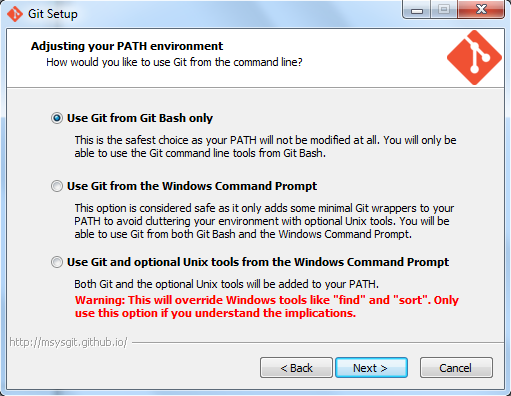 Git Setup
Adjusting your PATH environment
How would you like to use Git from the command line?
Use Git from Git Bash only
This is the safest choice as your PATH will not be modified at all. You will only be
able to use the Git command line tools from Git Bash.
Use Git from the Windows Command Prompt
This option is considered safe as it only adds some minimal Git wrappers to your
PATH to avoid cluttering your environment with optional Unix tools. You will be
able to use Git from both Git Bash and the Windows Command Prompt.
Use Git and optional Unix tools from the Windows Command Prompt
Both Git and the optional Unix tools will be added to your PATH.
Warning: This will override Windows tools like "find" and "sort". Only
use this option if you understand the implications.
http://msysgit.github.io/
< Back Next > Cancel